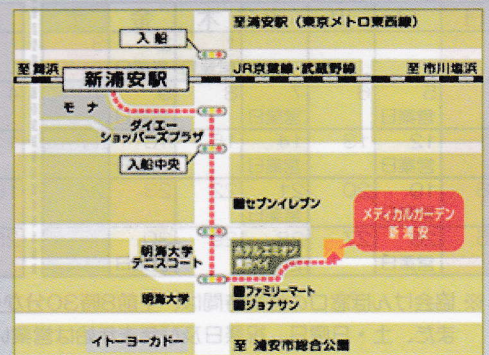 至浦安駅（東京メトロ東西線）
入船
至舞浜
新浦安駅
JR京葉線・武蔵野線
至市川塩浜
モナ
ダイエー
ショッパーズプラザ
入船中央
■セブンイレブン
メディカルガーデン
新浦安
明海大学
テニスコート
明海大学
■ファミリーマート
■ジョナサン
イトーヨーカドー
至 浦安市総合公園